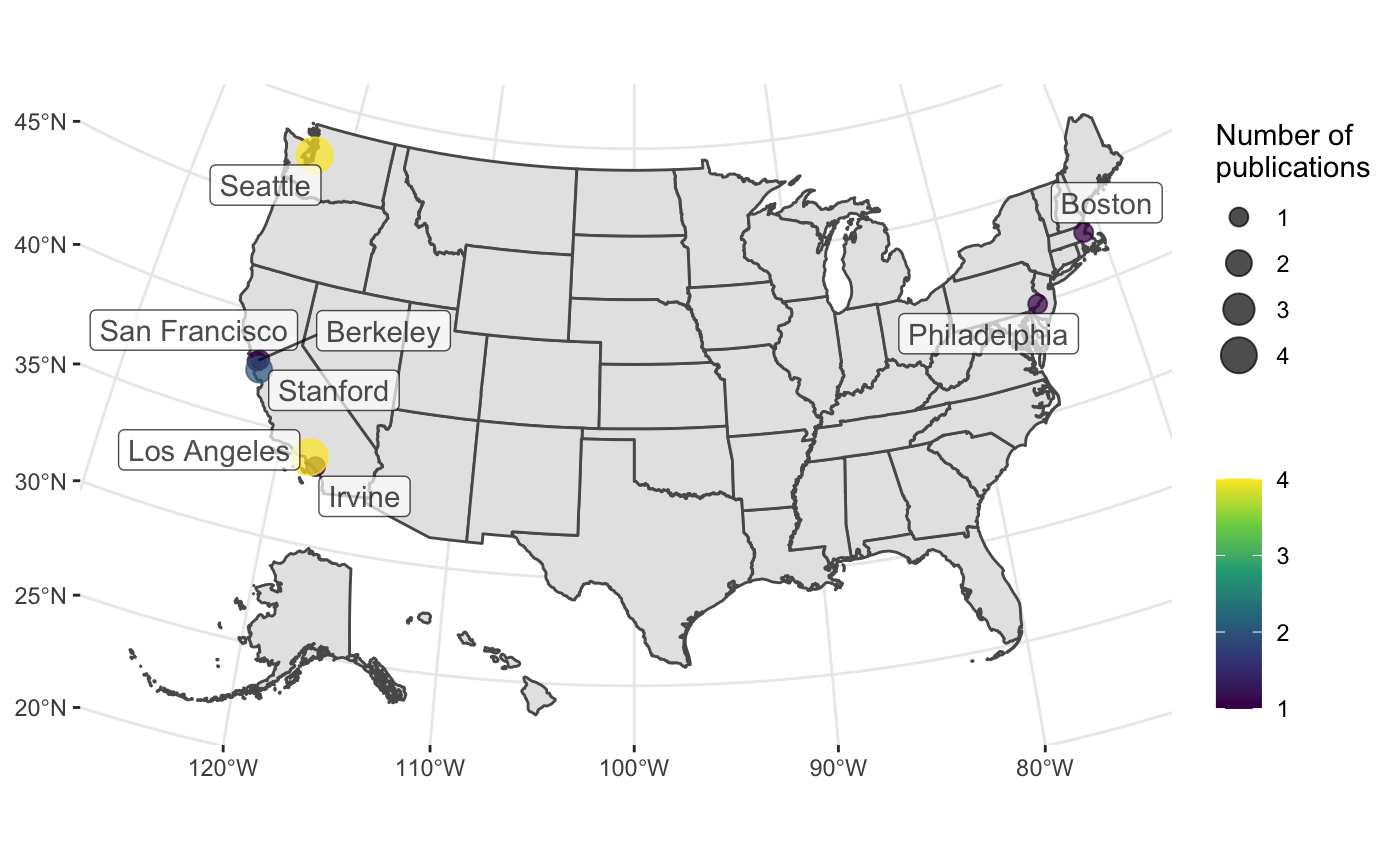 45°N
40°N
35°N
30°N
25°N
20°N
Seattle
San Francisco
Berkeley
Stanford
Los Angeles
Irvine
Boston
Philadelphia
120°W
110°W
100°W
90°W
80°W
Number of
publications
1
2
3
4
4
3
2
1